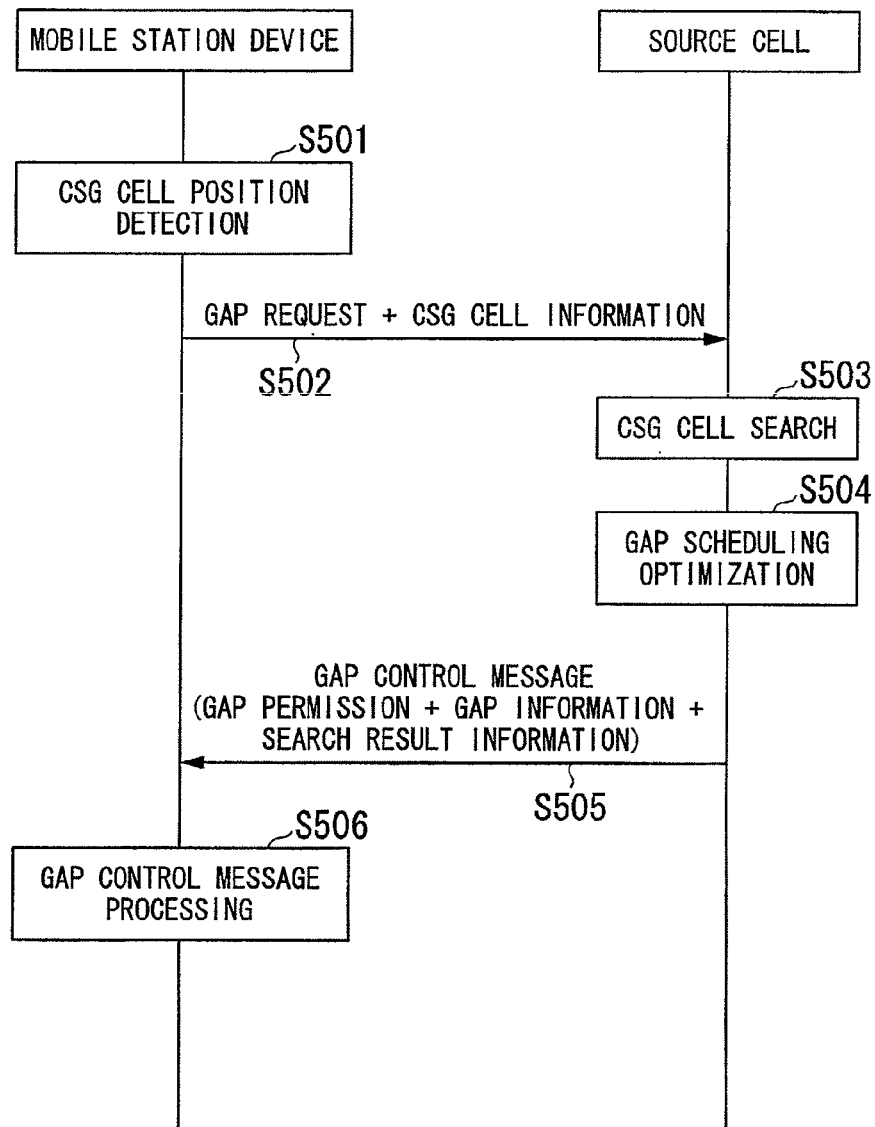 MOBILE STATION DEVICE
SOURCE CELL
S501
CSG CELL POSITION
DETECTION
GAP REQUEST + CSG CELL INFORMATION
S502
S503
CSG CELL SEARCH
S504
GAP SCHEDULING
OPTIMIZATION
GAP CONTROL MESSAGE
(GAP PERMISSION + GAP INFORMATION +
SEARCH RESULT INFORMATION)
S505
S506
GAP CONTROL MESSAGE
PROCESSING